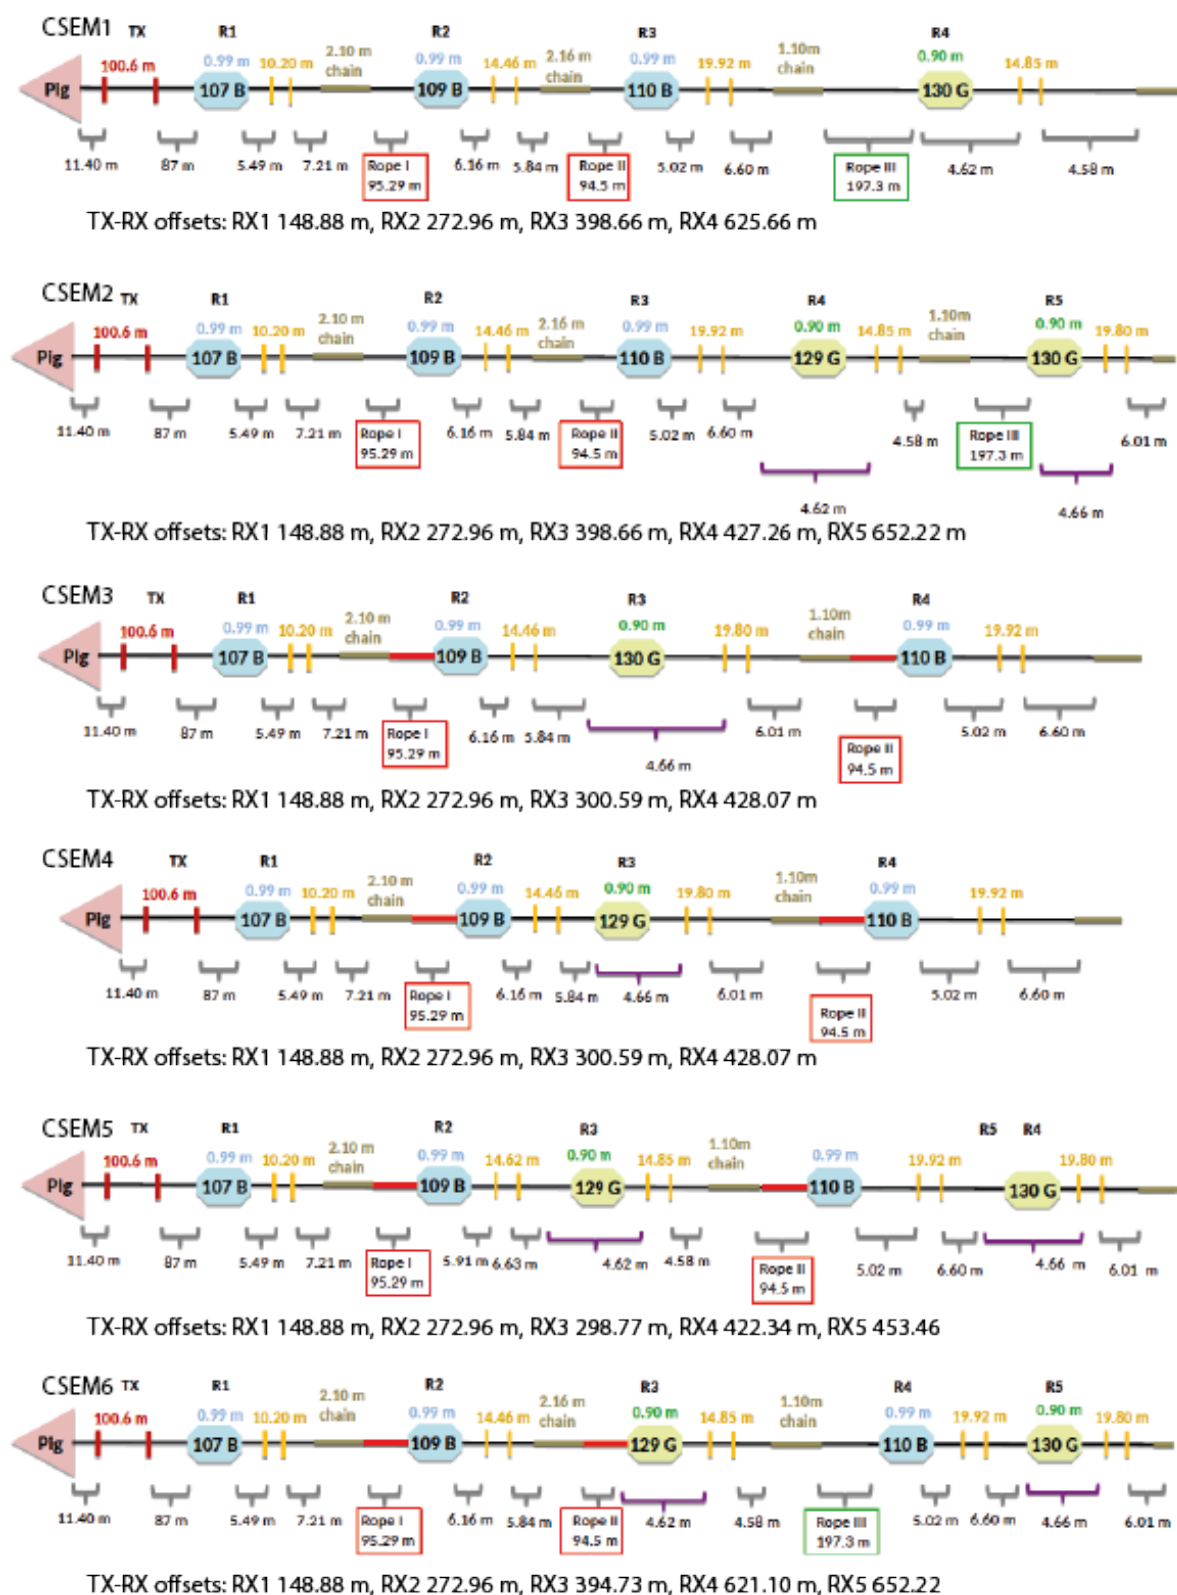 CSEM1 TX R1 R2 R3 R4
100.6 m 0.99 m 10.20 m 2.10 m chain 0.99 m 14.46 m 2.16 m chain 0.99 m 19.92 m 1.10m chain 0.90 m 14.85 m
Pig 107 B 109 B 110 B 130 G
11.40 m 87 m 5.49 m 7.21 m Rope I 95.29 m 6.16 m 5.84 m Rope II 94.5 m 5.02 m 6.60 m Rope III 197.3 m 4.62 m 4.58 m
TX-RX offsets: RX1 148.88 m, RX2 272.96 m, RX3 398.66 m, RX4 625.66 m
CSEM2 TX R1 R2 R3 R4 R5
100.6 m 0.99 m 10.20 m 2.10 m chain 0.99 m 14.46 m 2.16 m chain 0.99 m 19.92 m 0.90 m 14.85 m 1.10m chain 0.90 m 19.80 m
Pig 107 B 109 B 110 B 129 G 130 G
11.40 m 87 m 5.49 m 7.21 m Rope I 95.29 m 6.16 m 5.84 m Rope II 94.5 m 5.02 m 6.60 m 4.62 m 4.58 m Rope III 197.3 m 4.66 m 6.01 m
TX-RX offsets: RX1 148.88 m, RX2 272.96 m, RX3 398.66 m, RX4 427.26 m, RX5 652.22 m
CSEM3 TX R1 R2 R3 R4
100.6 m 0.99 m 10.20 m 2.10 m chain 0.99 m 14.46 m 0.90 m 19.80 m 1.10m chain 0.99 m 19.92 m
Pig 107 B 109 B 130 G 110 B
11.40 m 87 m 5.49 m 7.21 m Rope I 95.29 m 6.16 m 5.84 m 4.66 m 6.01 m Rope II 94.5 m 5.02 m 6.60 m
TX-RX offsets: RX1 148.88 m, RX2 272.96 m, RX3 300.59 m, RX4 428.07 m
CSEM4 TX R1 R2 R3 R4
100.6 m 0.99 m 10.20 m 2.10 m chain 0.99 m 14.46 m 0.90 m 19.80 m 1.10m chain 0.99 m 19.92 m
Pig 107 B 109 B 129 G 110 B
11.40 m 87 m 5.49 m 7.21 m Rope I 95.29 m 6.16 m 5.84 m 4.66 m 6.01 m Rope II 94.5 m 5.02 m 6.60 m
TX-RX offsets: RX1 148.88 m, RX2 272.96 m, RX3 300.59 m, RX4 428.07 m
CSEM5 TX R1 R2 R3 R5 R4
100.6 m 0.99 m 10.20 m 2.10 m chain 0.99 m 14.62 m 0.90 m 14.85 m 1.10m chain 0.99 m 19.92 m 19.80 m
Pig 107 B 109 B 129 G 110 B 130 G
11.40 m 87 m 5.49 m 7.21 m Rope I 95.29 m 5.91 m 6.63 m 4.62 m 4.58 m Rope II 94.5 m 5.02 m 6.60 m 4.66 m 6.01 m
TX-RX offsets: RX1 148.88 m, RX2 272.96 m, RX3 298.77 m, RX4 422.34 m, RX5 453.46
CSEM6 TX R1 R2 R3 R4 R5
100.6 m 0.99 m 10.20 m 2.10 m chain 0.99 m 14.46 m 2.16 m chain 0.90 m 14.85 m 1.10m chain 0.99 m 19.92 m 0.90 m 19.80 m
Pig 107 B 109 B 129 G 110 B 130 G
11.40 m 87 m 5.49 m 7.21 m Rope I 95.29 m 6.16 m 5.84 m Rope II 94.5 m 4.62 m 4.58 m Rope III 197.3 m 5.02 m 6.60 m 4.66 m 6.01 m
TX-RX offsets: RX1 148.88 m, RX2 272.96 m, RX3 394.73 m, RX4 621.10 m, RX5 652.22